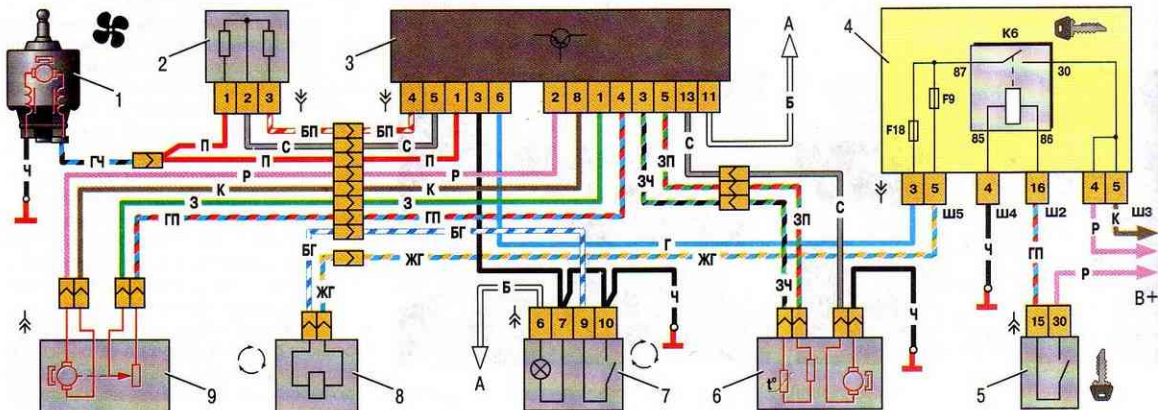 1
2
3
4
5
6
7
8
9
A
Б
К6
87
30
F9
F18
85
86
1 2 3
4 5 1 3 6
2 8 1 4 3 5 13 11
3 5
4
16
4 5
Ш5
Ш4
Ш2
Ш3
Ч
ГЧ
П
БП
БП
С
С
П
П
Р
Р
К
К
З
З
ГП
ГП
БГ
БГ
ЗП
ЗЧ
С
ЗП
С
Г
ЖГ
ЖГ
ЖГ
ЗЧ
Б
A
Ч
Ч
Ч
ГП
Р
К
Р
В+
6 7 9 10
15 30
t°